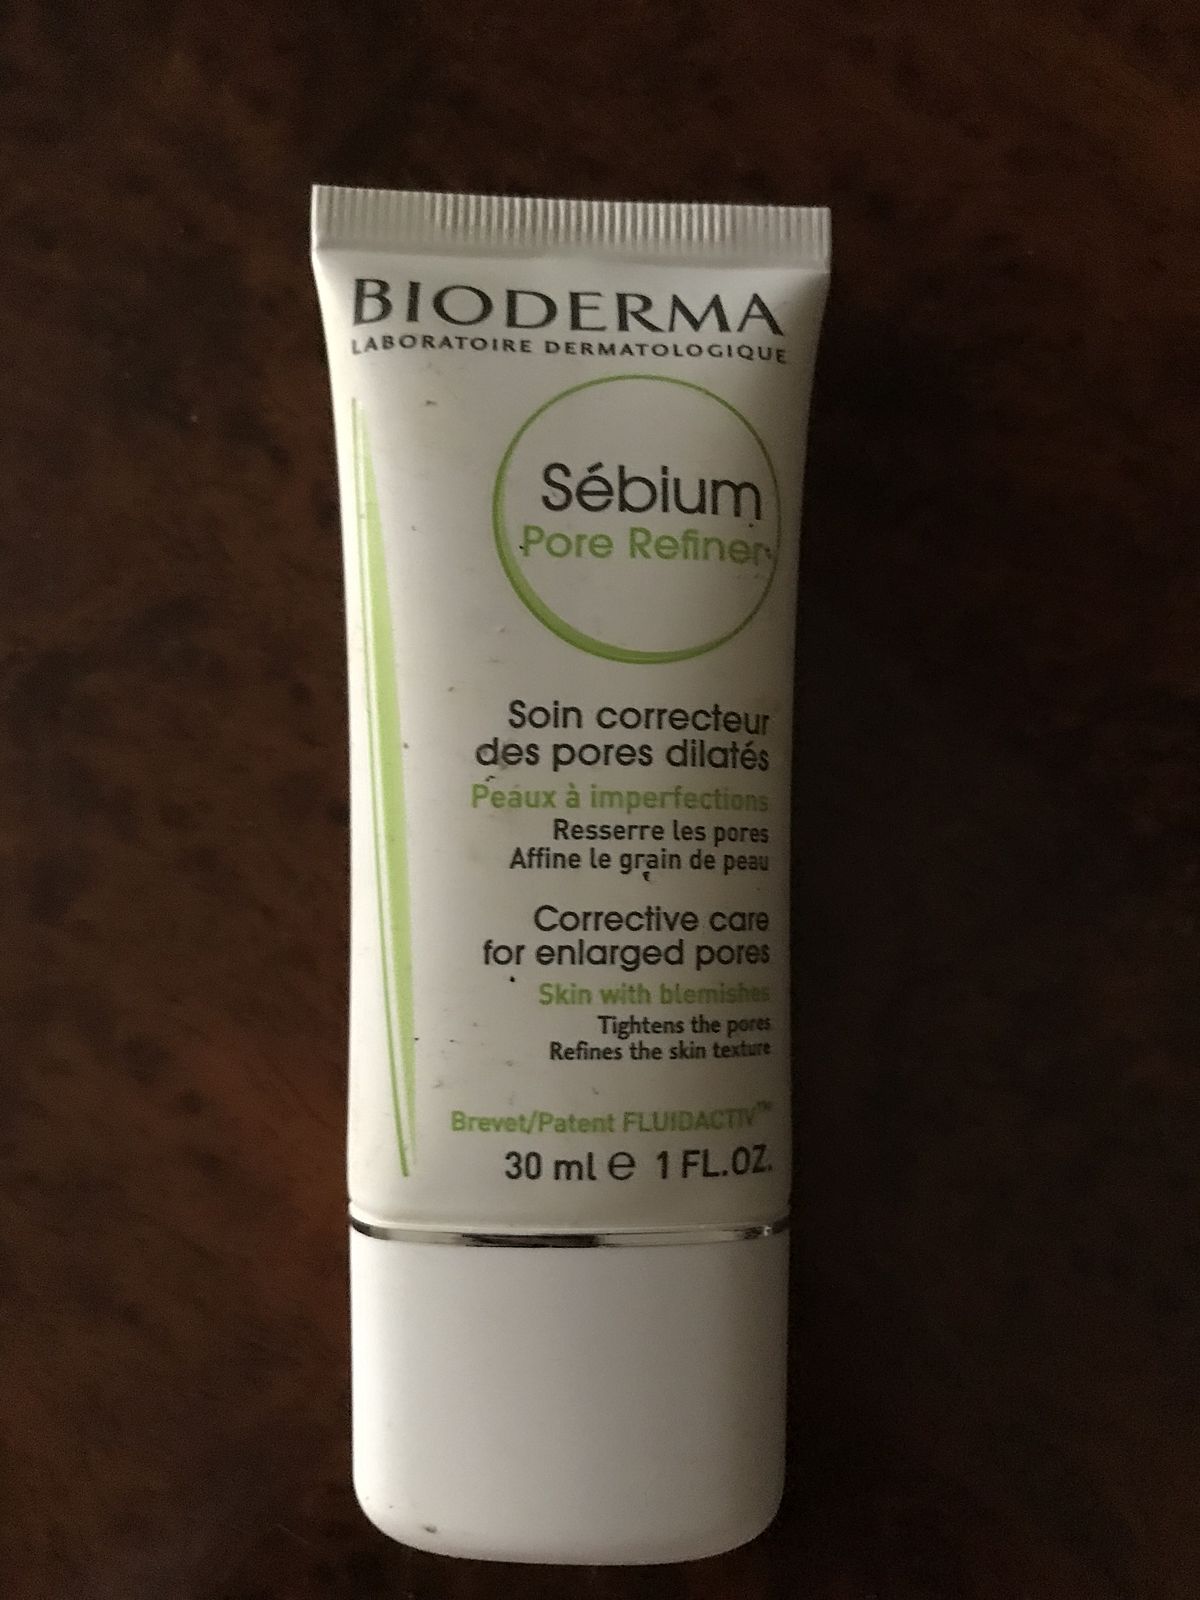 BIODERMA
LABORATOIRE DERMATOLOGIQUE
Sébium
Pore Refiner
Soin correcteur
des pores dilatés
Peaux à imperfections
Resserre les pores
Affine le grain de peau
Corrective care
for enlarged pores
Skin with blemishes
Tightens the pores
Refines the skin texture
Brevet/Patent FLUIDACTIV™
30 ml ℮ 1 FL.OZ.